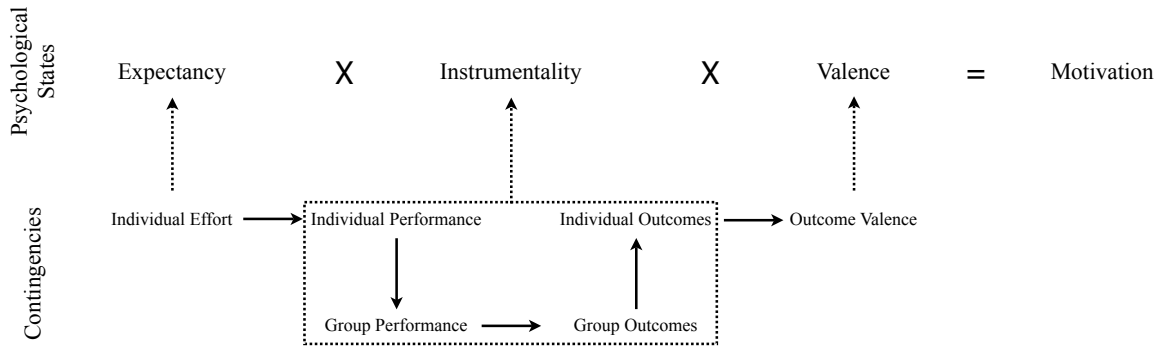 Psychological
States
Expectancy X Instrumentality X Valence = Motivation
Contingencies
Individual Effort Individual Performance Individual Outcomes Outcome Valence
Group Performance Group Outcomes